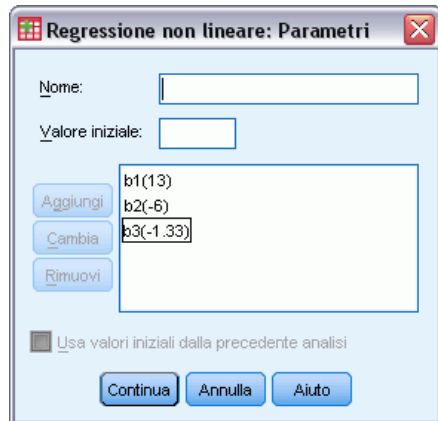 Regressione non lineare: Parametri
Nome:
Valore iniziale:
Aggiungi
Cambia
Rimuovi
b1(13)
b2(-6)
b3(-1.33)
Usa valori iniziali dalla precedente analisi
Continua Annulla Aiuto